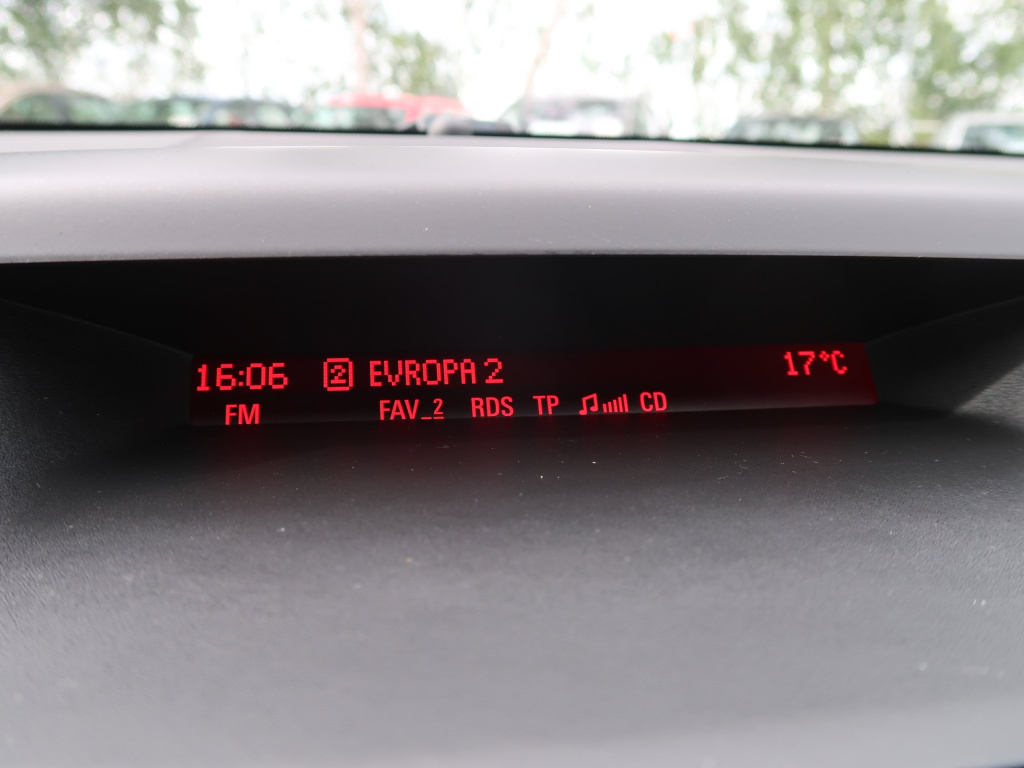 16:06 2 EVROPA 2 17°C
FM FAV_2 RDS TP CD